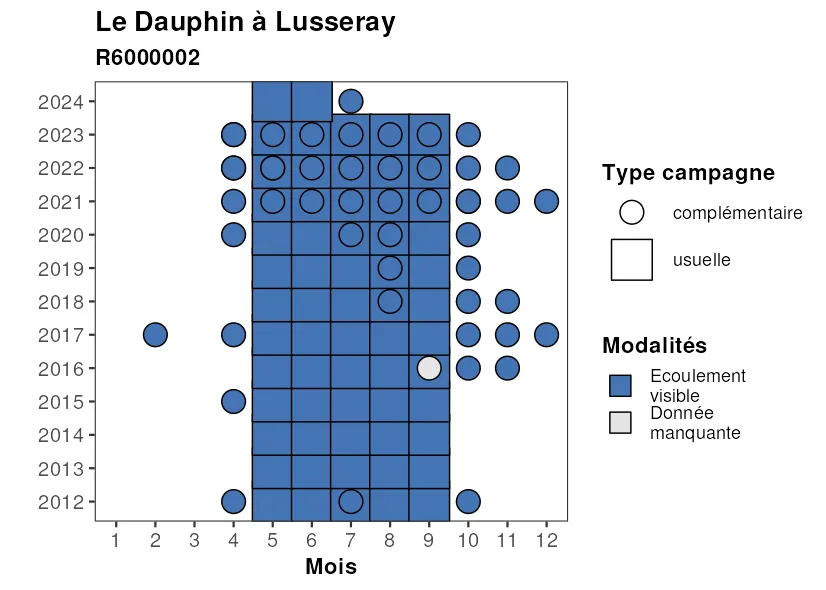 Le Dauphin à Lusseray
R6000002
2024
2023
2022
2021
2020
2019
2018
2017
2016
2015
2014
2013
2012
1 2 3 4 5 6 7 8 9 10 11 12
Mois
Type campagne
complémentaire
usuelle
Modalités
Ecoulement
visible
Donnée
manquante